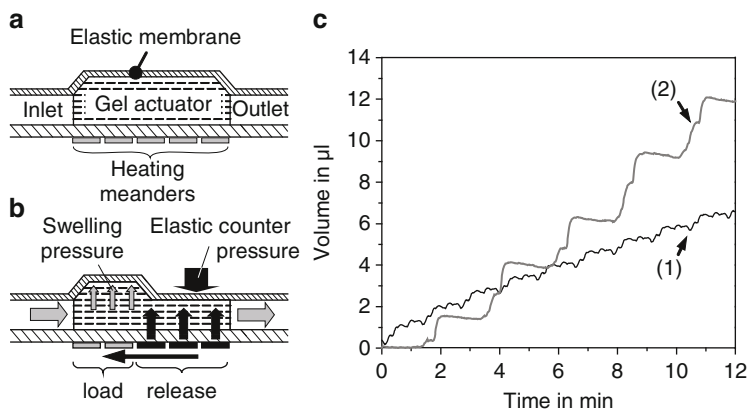 a
Elastic membrane
Inlet
Gel actuator
Outlet
Heating
meanders
b
Swelling
pressure
Elastic counter
pressure
load
release
c
Volume in µl
14
12
10
8
6
4
2
0
(2)
(1)
0 2 4 6 8 10 12
Time in min